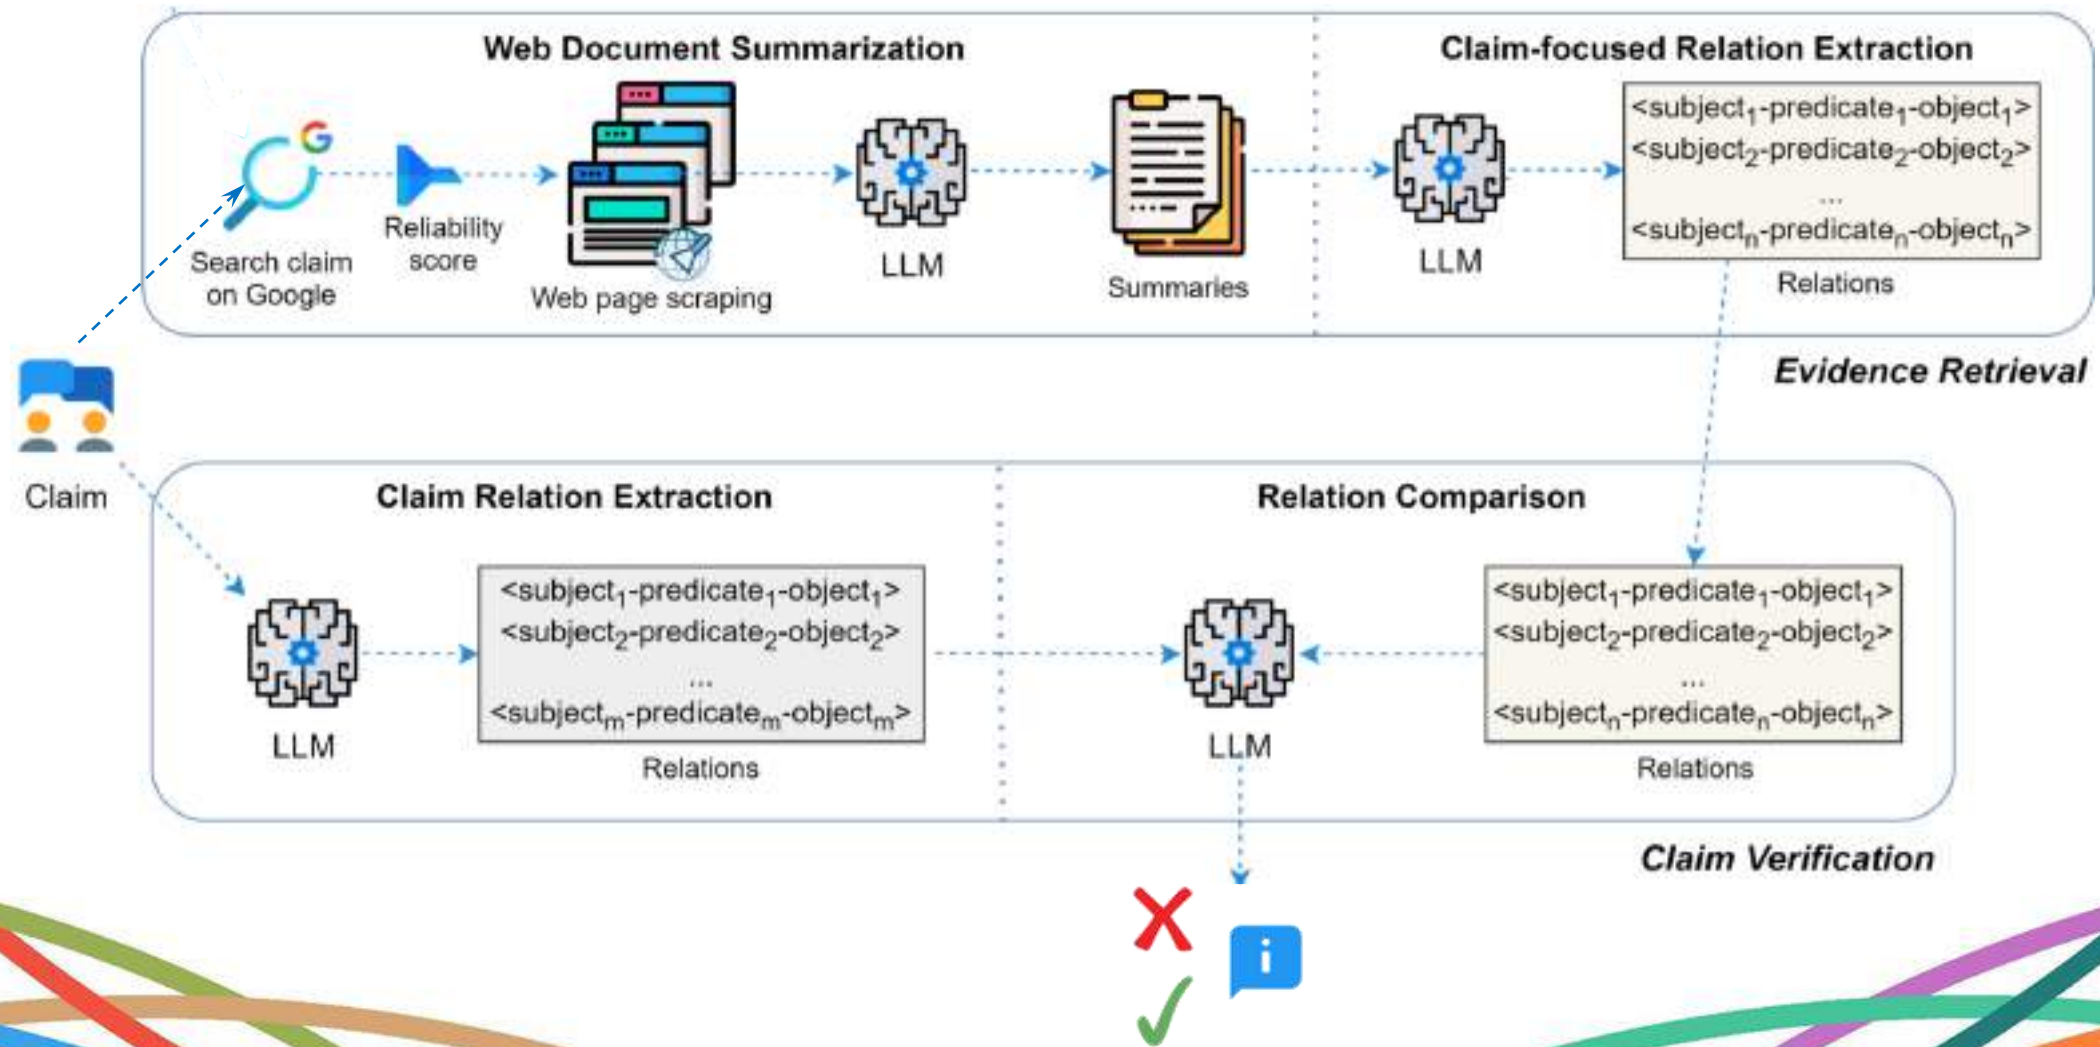 Web Document Summarization
Claim-focused Relation Extraction
G
Search claim
on Google
Reliability
score
Web page scraping
LLM
Summaries
LLM
<subject₁-predicate₁-object₁>
<subject₂-predicate₂-object₂>
...
<subjectₙ-predicateₙ-objectₙ>
Relations
Evidence Retrieval
Claim
Claim Relation Extraction
Relation Comparison
LLM
<subject₁-predicate₁-object₁>
<subject₂-predicate₂-object₂>
...
<subjectₘ-predicateₘ-objectₘ>
Relations
LLM
<subject₁-predicate₁-object₁>
<subject₂-predicate₂-object₂>
...
<subjectₙ-predicateₙ-objectₙ>
Relations
Claim Verification
i